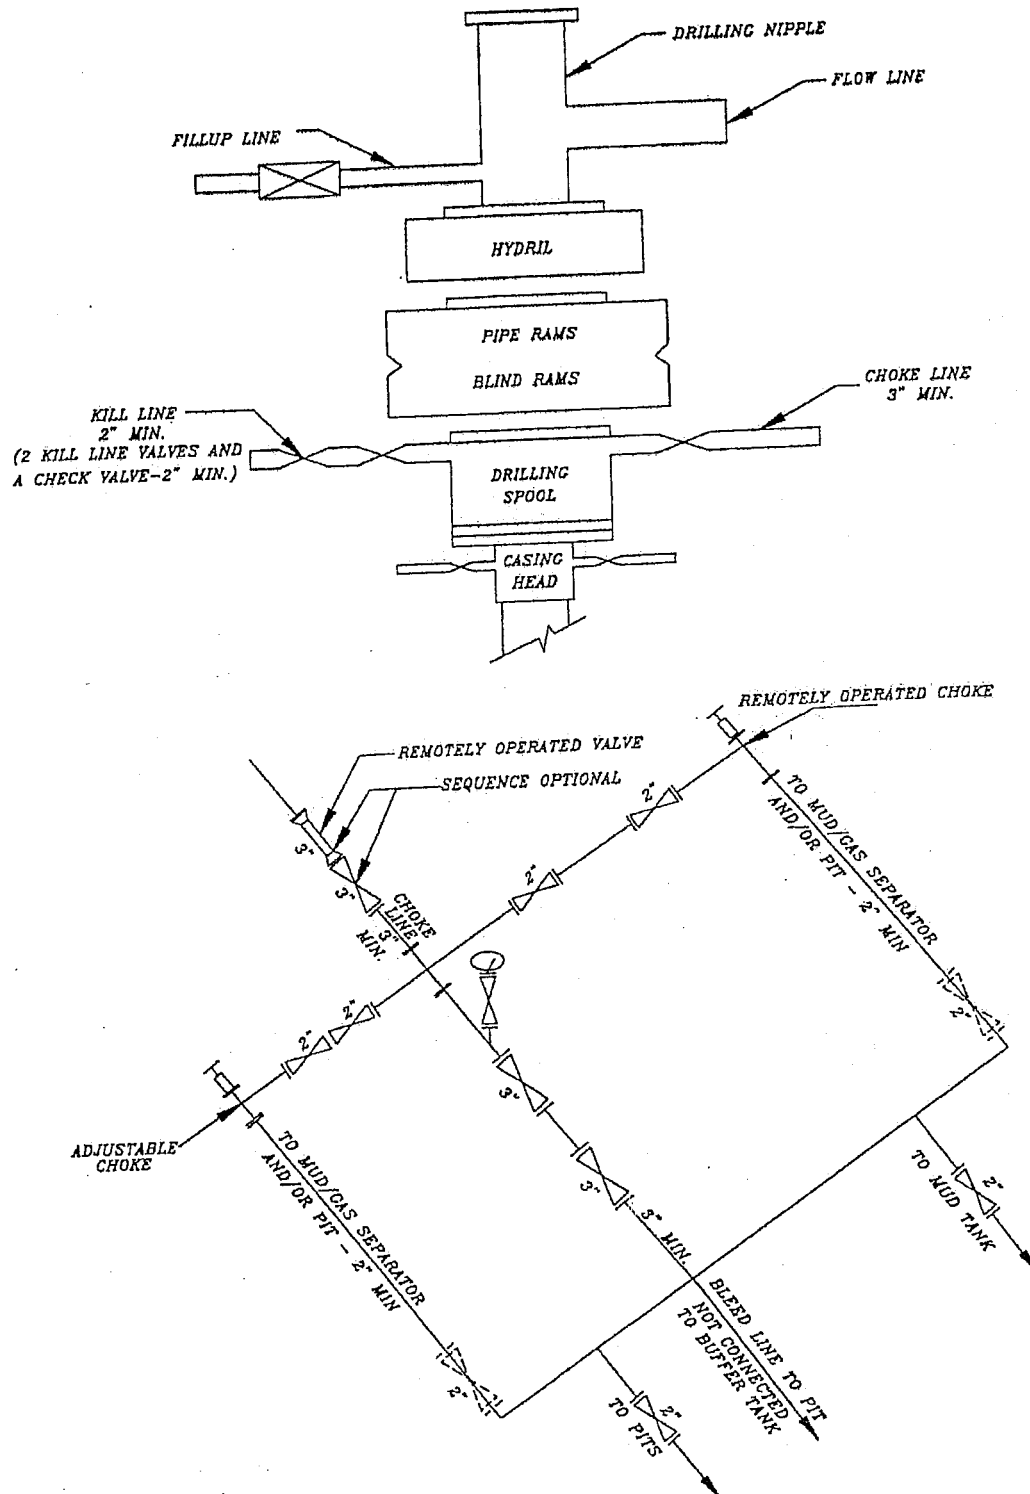 DRILLING NIPPLE
FLOW LINE
FILLUP LINE
HYDRIL
PIPE RAMS
BLIND RAMS
CHOKE LINE
3" MIN.
KILL LINE
2" MIN.
(2 KILL LINE VALVES AND
A CHECK VALVE-2" MIN.)
DRILLING
SPOOL
CASING
HEAD
REMOTELY OPERATED CHOKE
REMOTELY OPERATED VALVE
SEQUENCE OPTIONAL
3"
3"
CHOKE
LINE
3"
MIN.
2"
2"
TO MUD/GAS SEPARATOR
AND/OR PIT - 2" MIN
2"
2"
2"
3"
3"
3" MIN.
ADJUSTABLE
CHOKE
TO MUD/GAS SEPARATOR
AND/OR PIT - 2" MIN
2"
2"
TO MUD TANK
BLEED LINE TO PIT
NOT CONNECTED
TO BUFFER TANK
2"
TO PITS